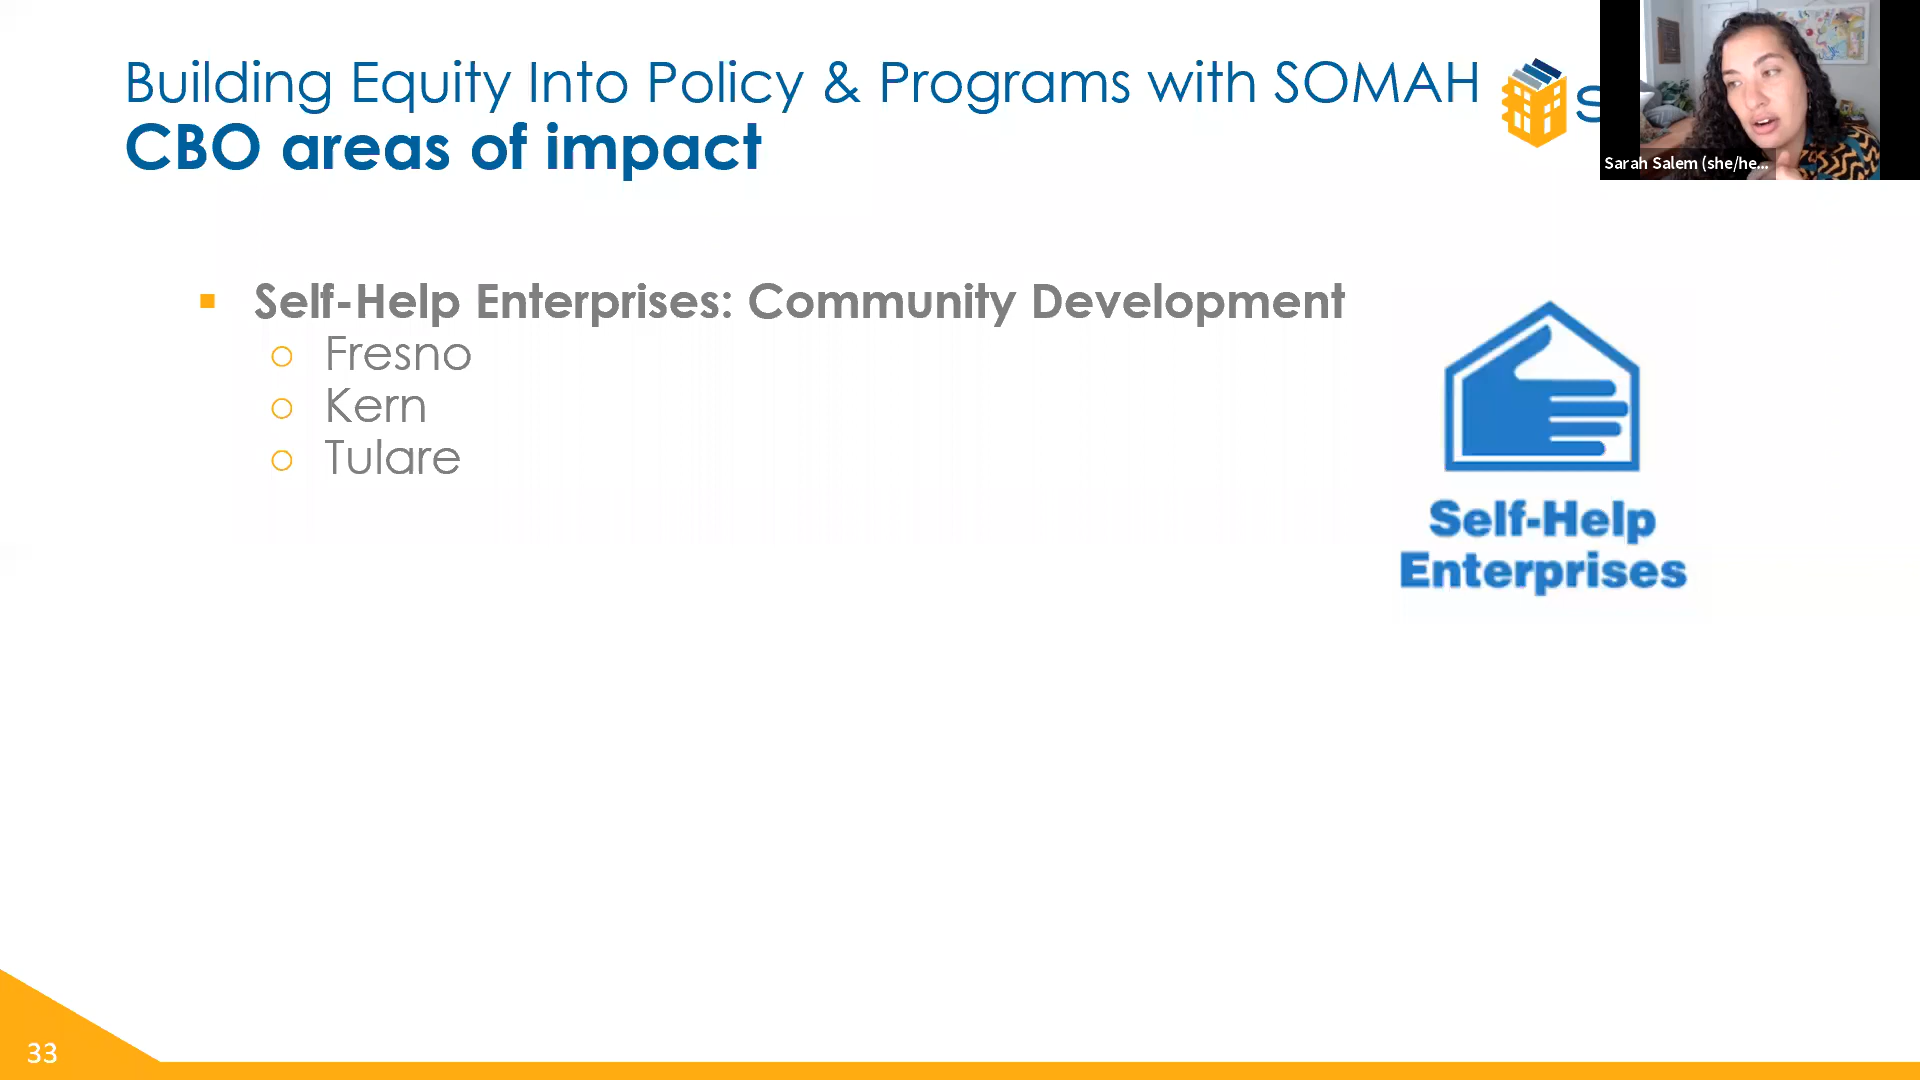 Building Equity Into Policy & Programs with SOMAH
CBO areas of impact
S
Sarah Salem (she/he...
Self-Help Enterprises: Community Development
Fresno
Kern
Tulare
Self-Help
Enterprises
33